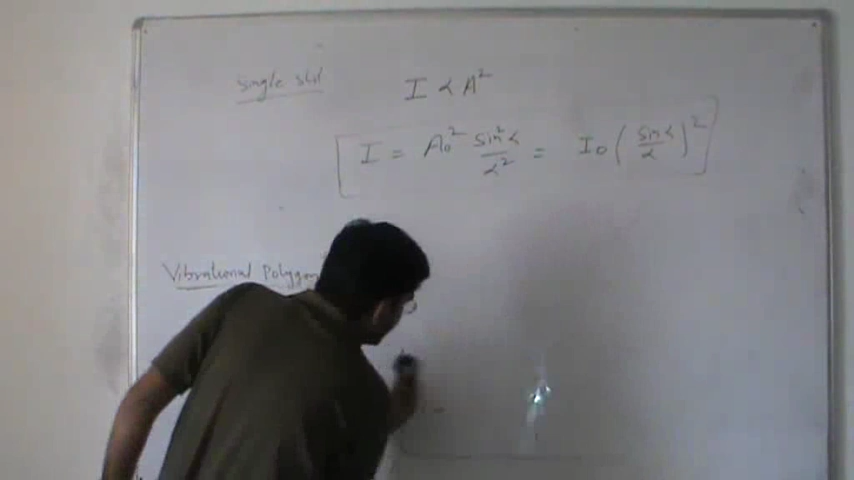 Single slit
I α A²
I = A₀² sin²α / α² = I₀ (sinα / α)²
Vibrational Polygon